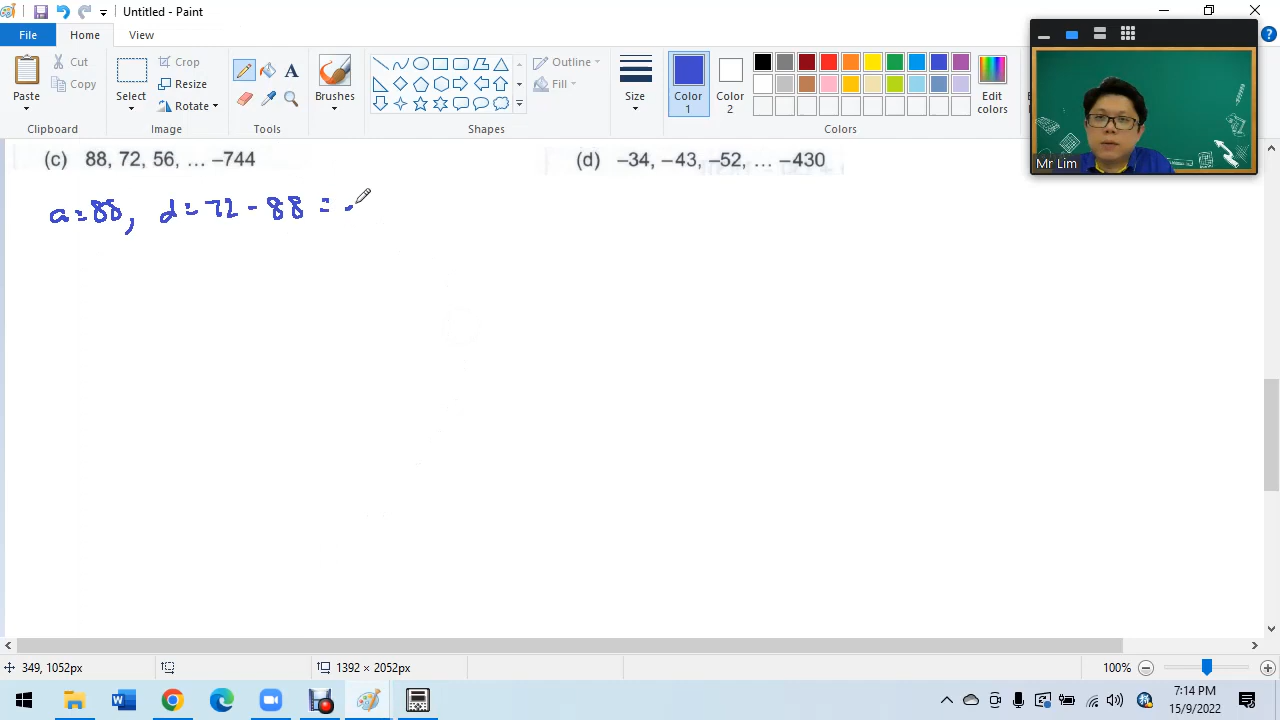 Untitled - Paint
File
Home
View
Paste
Cut
Copy
Clipboard
Select
Crop
Resize
Rotate
Image
Tools
Brushes
Shapes
Outline
Fill
Size
Color 1
Color 2
Edit colors
Colors
Mr Lim
(c) 88, 72, 56, ... –744
(d) –34, –43, –52, ... –430
a = 88, d = 72 - 88 =
349, 1052px
1392 × 2052px
100%
7:14 PM
15/9/2022